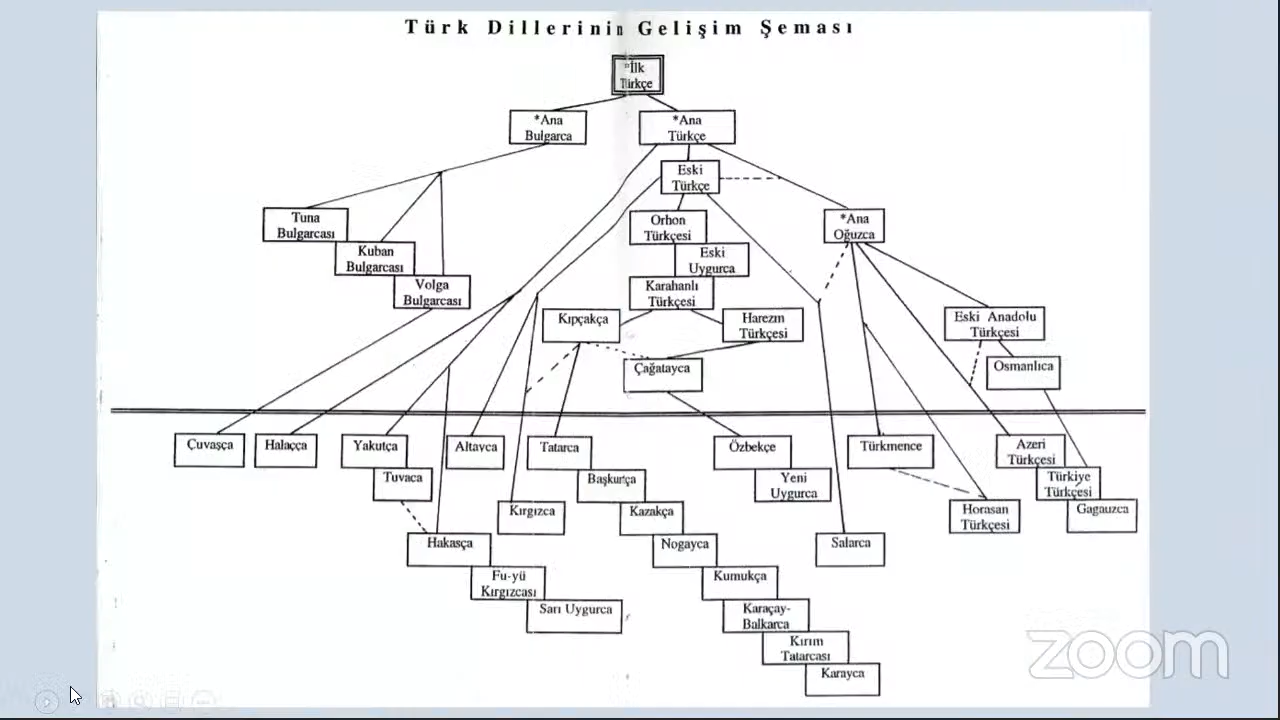 Türk Dillerinin Gelişim Şeması
*İlk
Türkçe
*Ana
Bulgarca
*Ana
Türkçe
Eski
Türkçe
Tuna
Bulgarcası
Orhon
Türkçesi
*Ana
Oğuzca
Kuban
Bulgarcası
Eski
Uygurca
Volga
Bulgarcası
Karahanlı
Türkçesi
Kıpçakça
Harezm
Türkçesi
Eski Anadolu
Türkçesi
Çağatayca
Osmanlıca
Çuvaşça
Halaçça
Yakutça
Altayca
Tatarca
Özbekçe
Türkmence
Azeri
Türkçesi
Tuvaca
Başkurtça
Yeni
Uygurca
Türkiye
Türkçesi
Kırgızca
Kazakça
Horasan
Türkçesi
Gagauzca
Hakasça
Nogayca
Salarca
Fu-yü
Kırgızcası
Kumukça
Sarı Uygurca
Karaçay-
Balkarca
Kırım
Tatarcası
Karayca
zoom